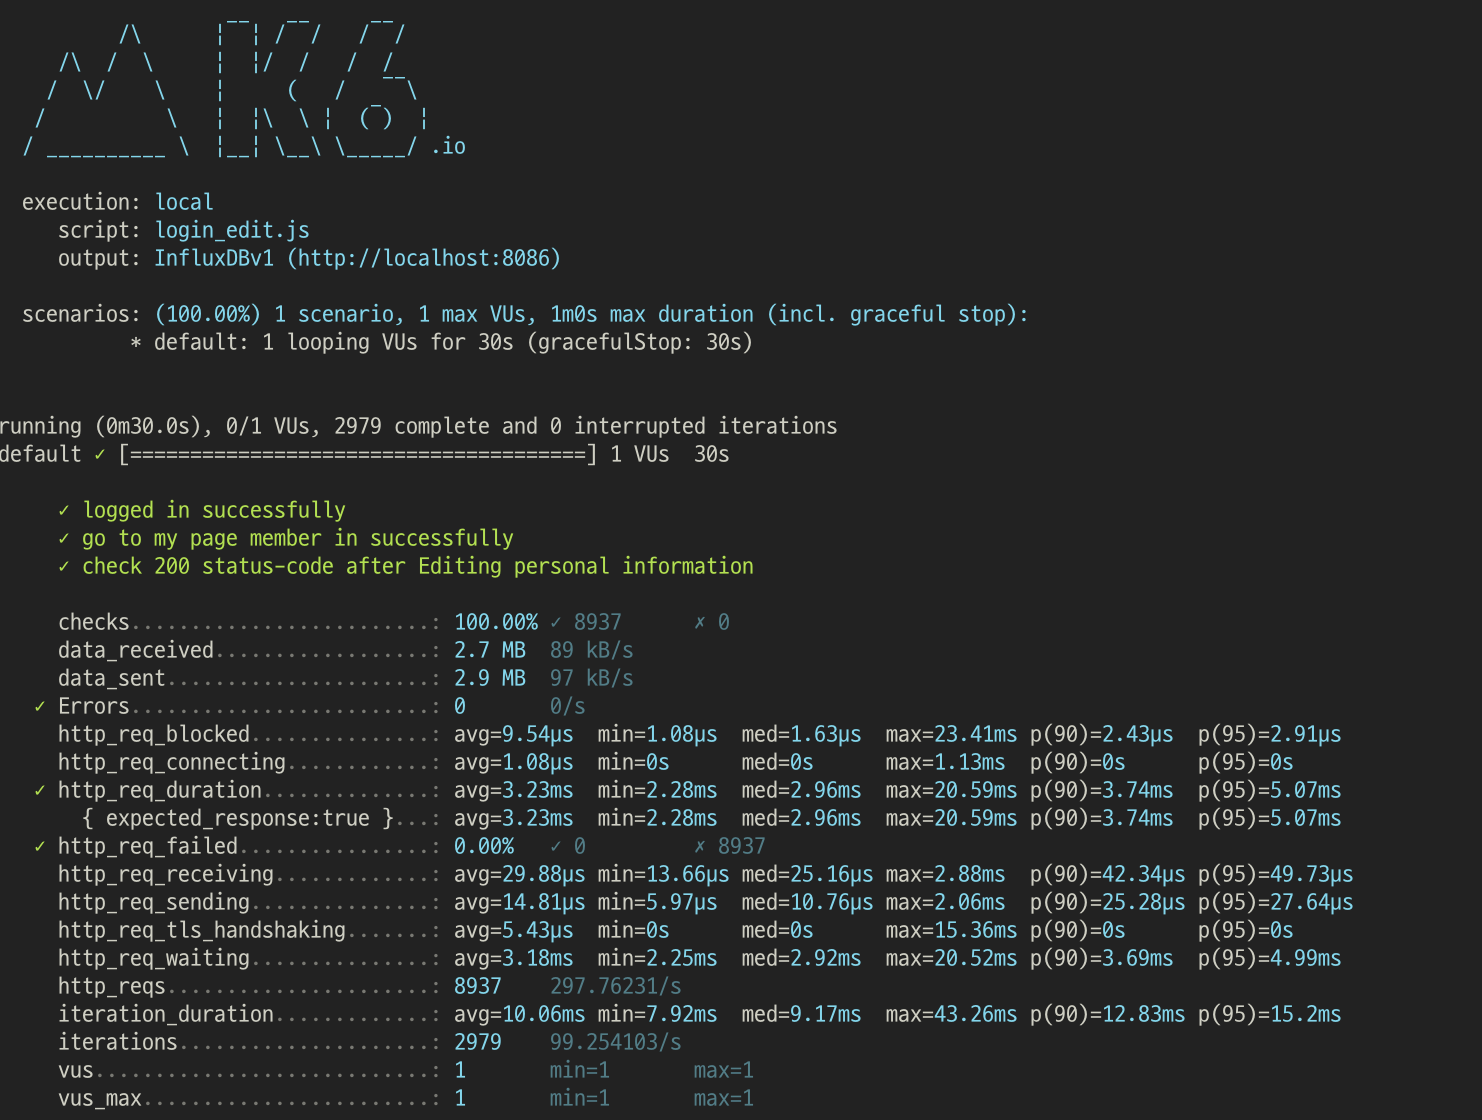 /\      |‾‾| /‾‾/   /‾‾/
     /\  /  \     |  |/  /   /  /
    /  \/    \    |     (   /   ‾‾\
   /          \   |  |\  \ |  (‾)  |
  / __________ \  |__| \__\ \_____/ .io

  execution: local
     script: login_edit.js
     output: InfluxDBv1 (http://localhost:8086)

  scenarios: (100.00%) 1 scenario, 1 max VUs, 1m0s max duration (incl. graceful stop):
           * default: 1 looping VUs for 30s (gracefulStop: 30s)

running (0m30.0s), 0/1 VUs, 2979 complete and 0 interrupted iterations
default ✓ [======================================] 1 VUs  30s

     ✓ logged in successfully
     ✓ go to my page member in successfully
     ✓ check 200 status-code after Editing personal information

     checks.........................: 100.00% ✓ 8937      ✗ 0
     data_received..................: 2.7 MB  89 kB/s
     data_sent......................: 2.9 MB  97 kB/s
   ✓ Errors.........................: 0       0/s
     http_req_blocked...............: avg=9.54µs  min=1.08µs  med=1.63µs  max=23.41ms p(90)=2.43µs  p(95)=2.91µs
     http_req_connecting............: avg=1.08µs  min=0s      med=0s      max=1.13ms  p(90)=0s      p(95)=0s
   ✓ http_req_duration..............: avg=3.23ms  min=2.28ms  med=2.96ms  max=20.59ms p(90)=3.74ms  p(95)=5.07ms
       { expected_response:true }...: avg=3.23ms  min=2.28ms  med=2.96ms  max=20.59ms p(90)=3.74ms  p(95)=5.07ms
   ✓ http_req_failed................: 0.00%   ✓ 0         ✗ 8937
     http_req_receiving.............: avg=29.88µs min=13.66µs med=25.16µs max=2.88ms  p(90)=42.34µs p(95)=49.73µs
     http_req_sending...............: avg=14.81µs min=5.97µs  med=10.76µs max=2.06ms  p(90)=25.28µs p(95)=27.64µs
     http_req_tls_handshaking.......: avg=5.43µs  min=0s      med=0s      max=15.36ms p(90)=0s      p(95)=0s
     http_req_waiting...............: avg=3.18ms  min=2.25ms  med=2.92ms  max=20.52ms p(90)=3.69ms  p(95)=4.99ms
     http_reqs......................: 8937    297.76231/s
     iteration_duration.............: avg=10.06ms min=7.92ms  med=9.17ms  max=43.26ms p(90)=12.83ms p(95)=15.2ms
     iterations.....................: 2979    99.254103/s
     vus............................: 1       min=1       max=1
     vus_max........................: 1       min=1       max=1